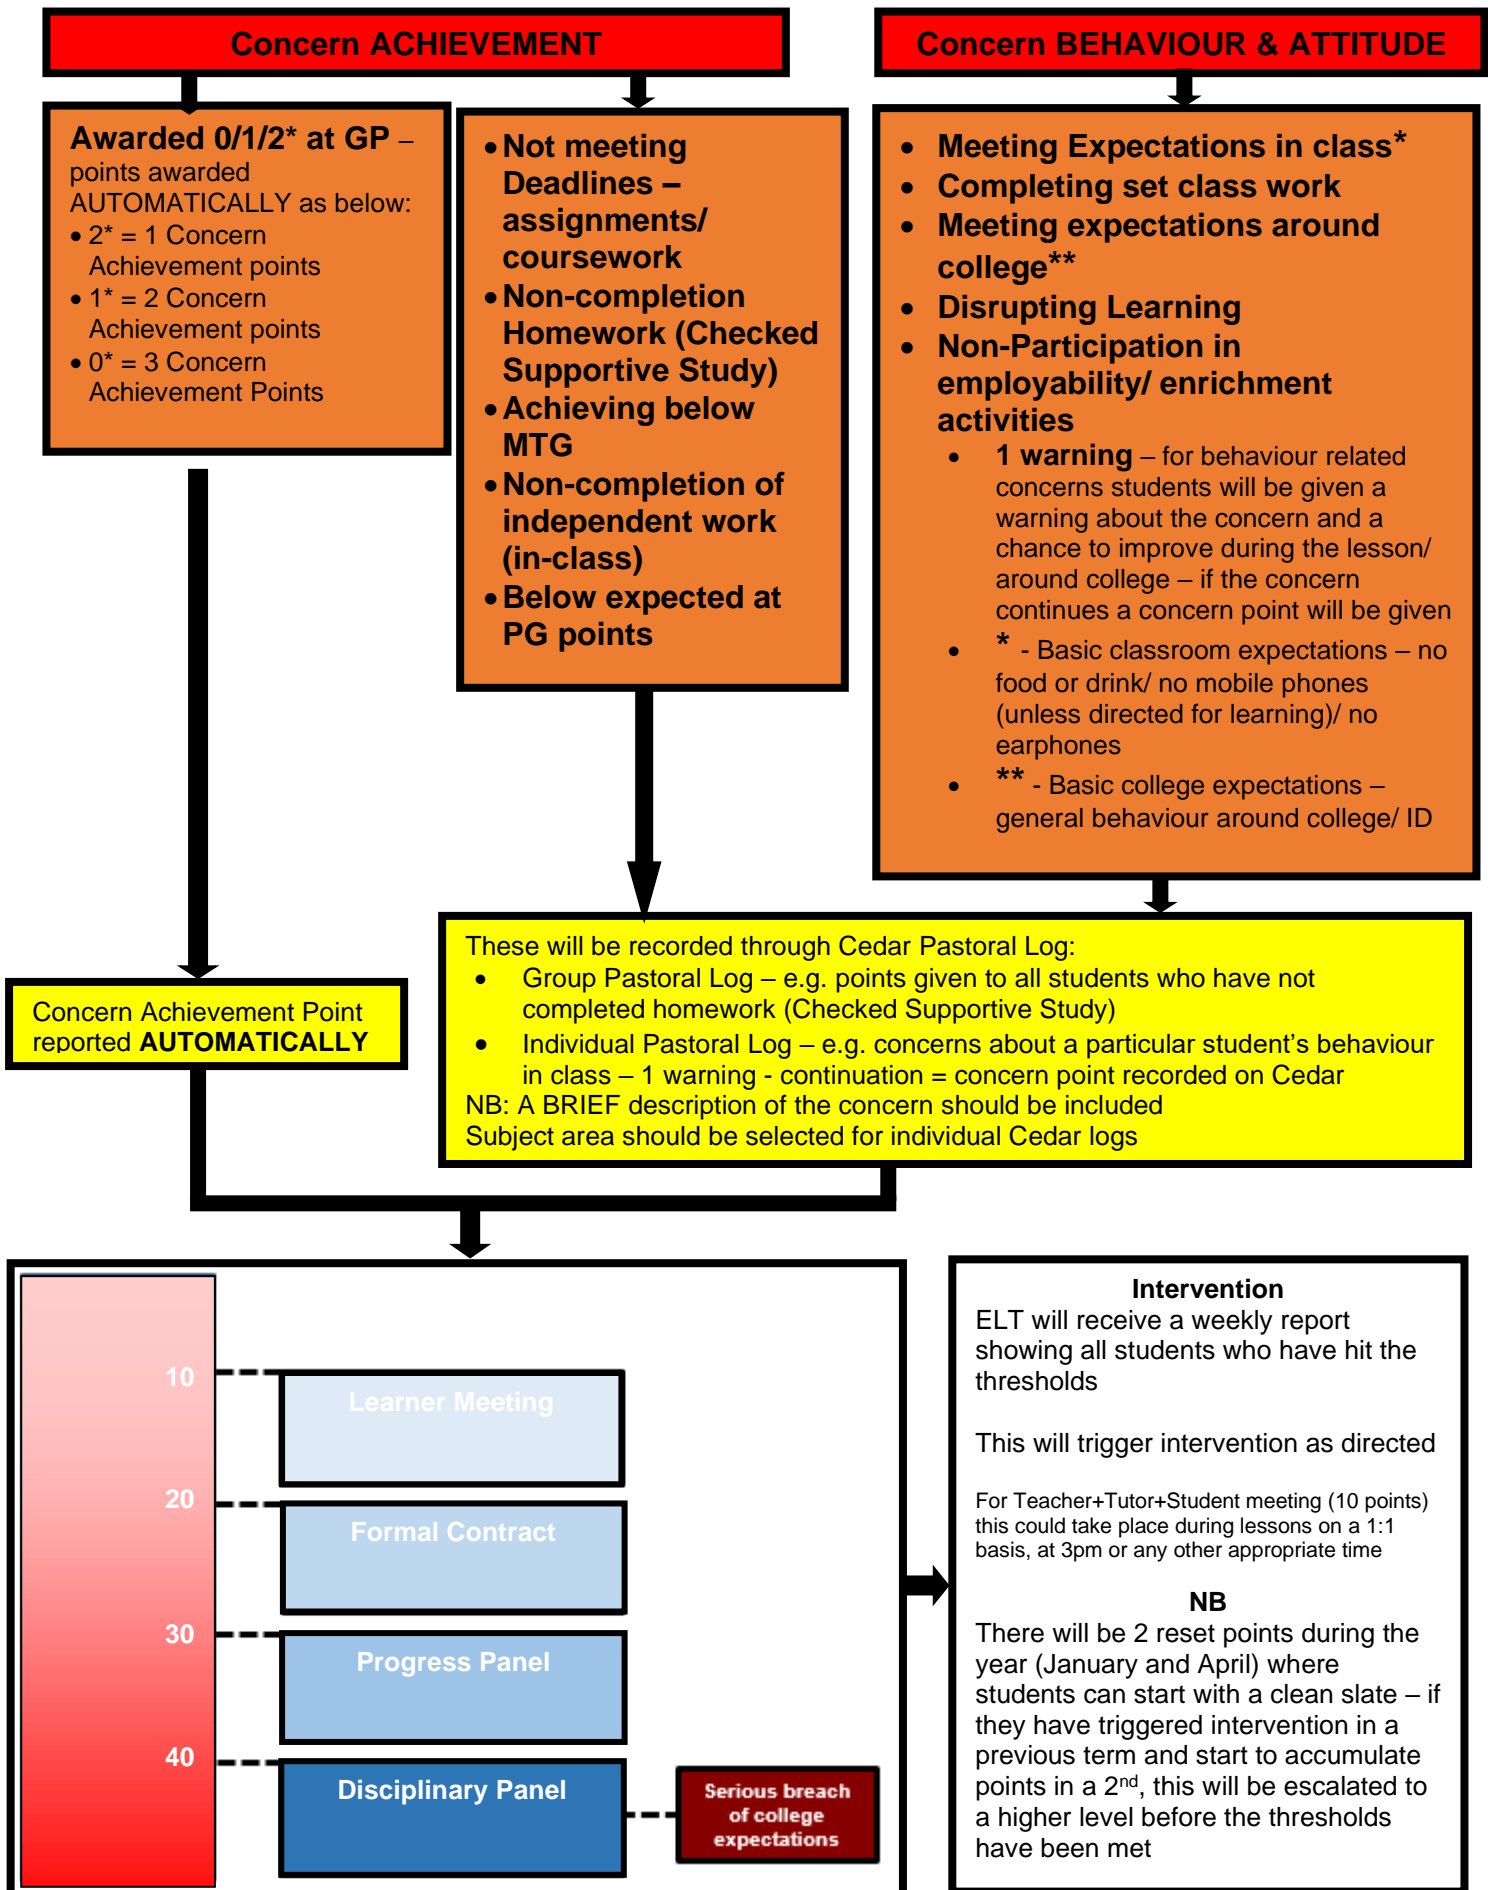 Concern ACHIEVEMENT
Concern BEHAVIOUR & ATTITUDE
Awarded 0/1/2* at GP –
points awarded
AUTOMATICALLY as below:
• 2* = 1 Concern
Achievement points
• 1* = 2 Concern
Achievement points
• 0* = 3 Concern
Achievement Points
• Not meeting
Deadlines –
assignments/
coursework
• Non-completion
Homework (Checked
Supportive Study)
• Achieving below
MTG
• Non-completion of
independent work
(in-class)
• Below expected at
PG points
• Meeting Expectations in class*
• Completing set class work
• Meeting expectations around
college**
• Disrupting Learning
• Non-Participation in
employability/ enrichment
activities
• 1 warning – for behaviour related
concerns students will be given a
warning about the concern and a
chance to improve during the lesson/
around college – if the concern
continues a concern point will be given
• * - Basic classroom expectations – no
food or drink/ no mobile phones
(unless directed for learning)/ no
earphones
• ** - Basic college expectations –
general behaviour around college/ ID
Concern Achievement Point
reported AUTOMATICALLY
These will be recorded through Cedar Pastoral Log:
• Group Pastoral Log – e.g. points given to all students who have not
completed homework (Checked Supportive Study)
• Individual Pastoral Log – e.g. concerns about a particular student's behaviour
in class – 1 warning - continuation = concern point recorded on Cedar
NB: A BRIEF description of the concern should be included
Subject area should be selected for individual Cedar logs
10
Learner Meeting
20
Formal Contract
30
Progress Panel
40
Disciplinary Panel
Serious breach
of college
expectations
Intervention
ELT will receive a weekly report
showing all students who have hit the
thresholds
This will trigger intervention as directed
For Teacher+Tutor+Student meeting (10 points)
this could take place during lessons on a 1:1
basis, at 3pm or any other appropriate time
NB
There will be 2 reset points during the
year (January and April) where
students can start with a clean slate – if
they have triggered intervention in a
previous term and start to accumulate
points in a 2nd, this will be escalated to
a higher level before the thresholds
have been met